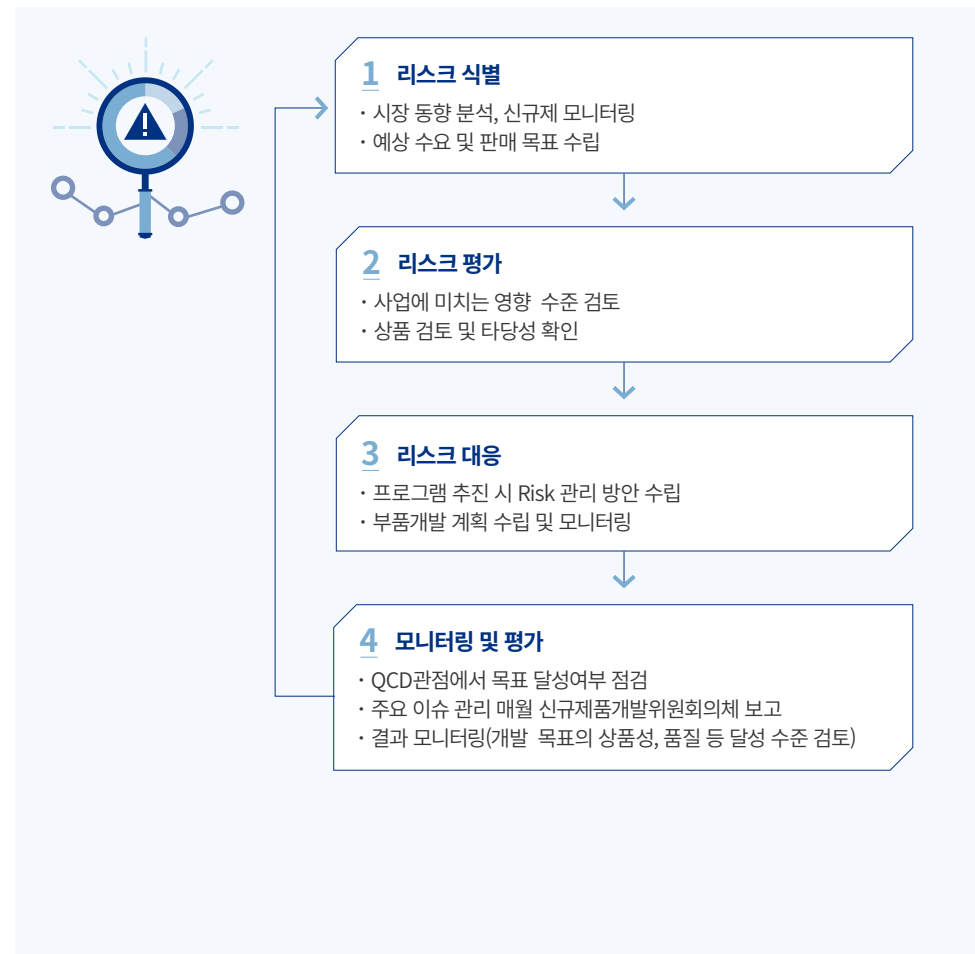 1 리스크 식별
· 시장 동향 분석, 신규제 모니터링
· 예상 수요 및 판매 목표 수립
2 리스크 평가
· 사업에 미치는 영향 수준 검토
· 상품 검토 및 타당성 확인
3 리스크 대응
· 프로그램 추진 시 Risk 관리 방안 수립
· 부품개발 계획 수립 및 모니터링
4 모니터링 및 평가
· QCD관점에서 목표 달성여부 점검
· 주요 이슈 관리 매월 신규제품개발위원회의체 보고
· 결과 모니터링(개발 목표의 상품성, 품질 등 달성 수준 검토)